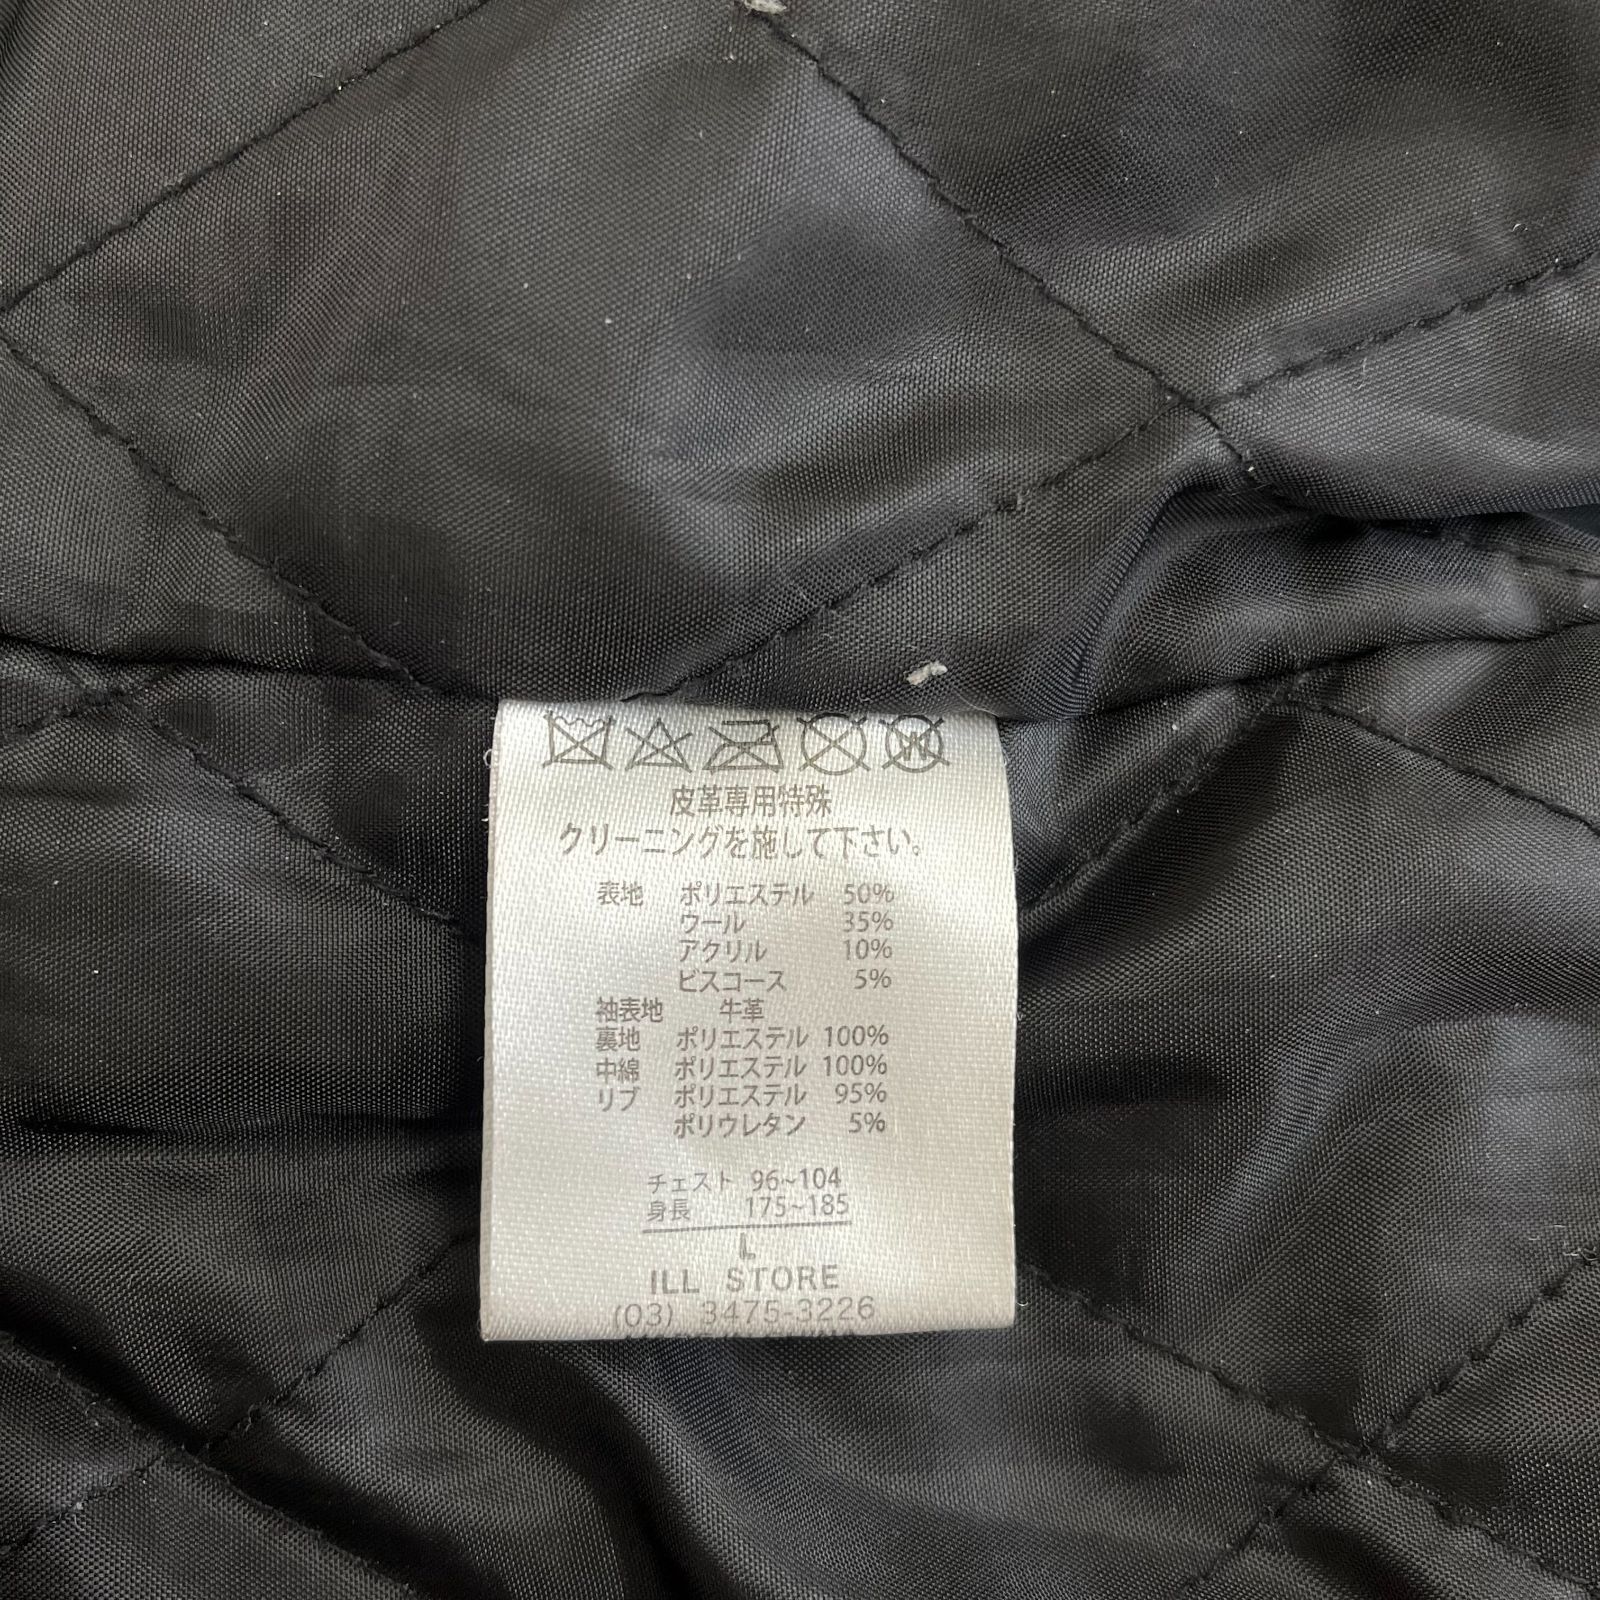 W
皮革専用特殊
クリーニングを施して下さい。
表地 ポリエステル 50%
ウール 35%
アクリル 10%
ビスコース 5%
袖表地 牛革
裏地 ポリエステル 100%
中綿 ポリエステル 100%
リブ ポリエステル 95%
ポリウレタン 5%
チェスト 96~104
身長 175~185
L
ILL STORE
(03) 3475-3226